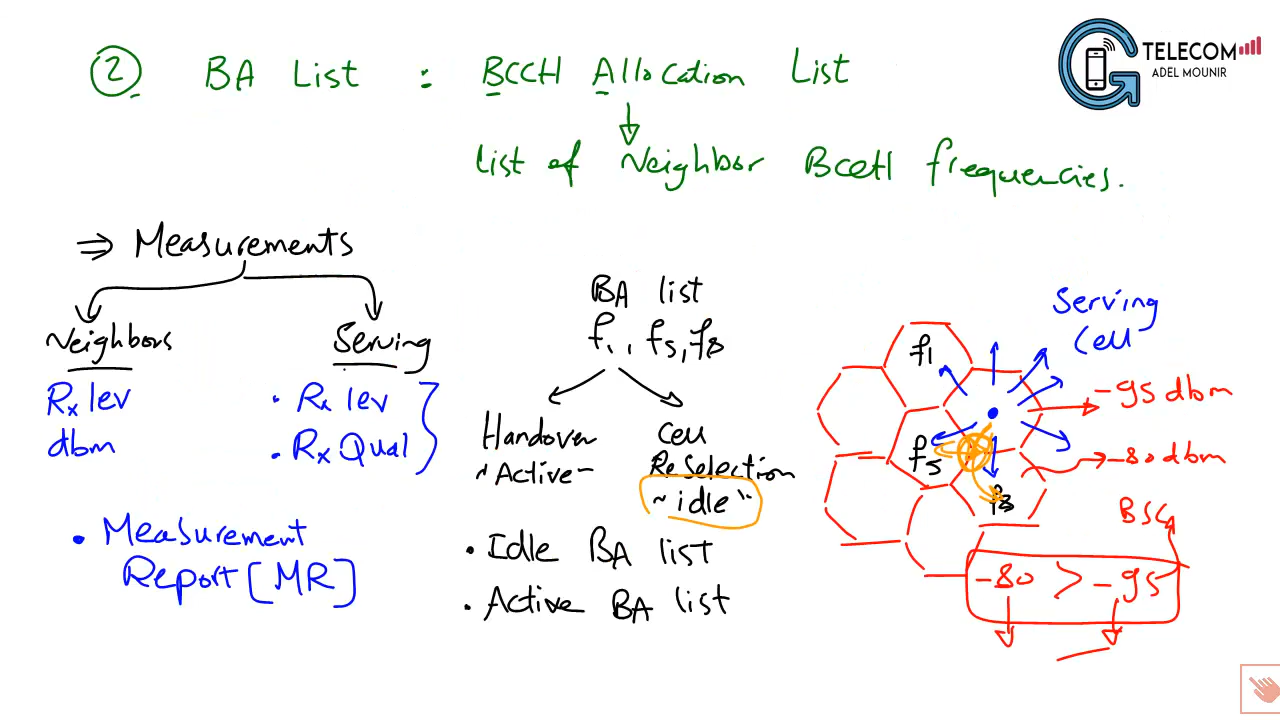 ② BA List : BCCH Allocation List
TELECOM
ADEL MOUNIR
List of Neighbor BCCH frequencies.
⇒ Measurements
Neighbors
Rx lev
dbm
Serving
• Rx lev
• Rx Qual
• Measurement
Report [MR]
BA list
f1, f5, f8
Handover
"Active"
Cell
ReSelection
"idle"
• Idle BA list
• Active BA list
Serving
Cell
f1
-95 dbm
f5
-80 dbm
f8
BSC
-80 > -95